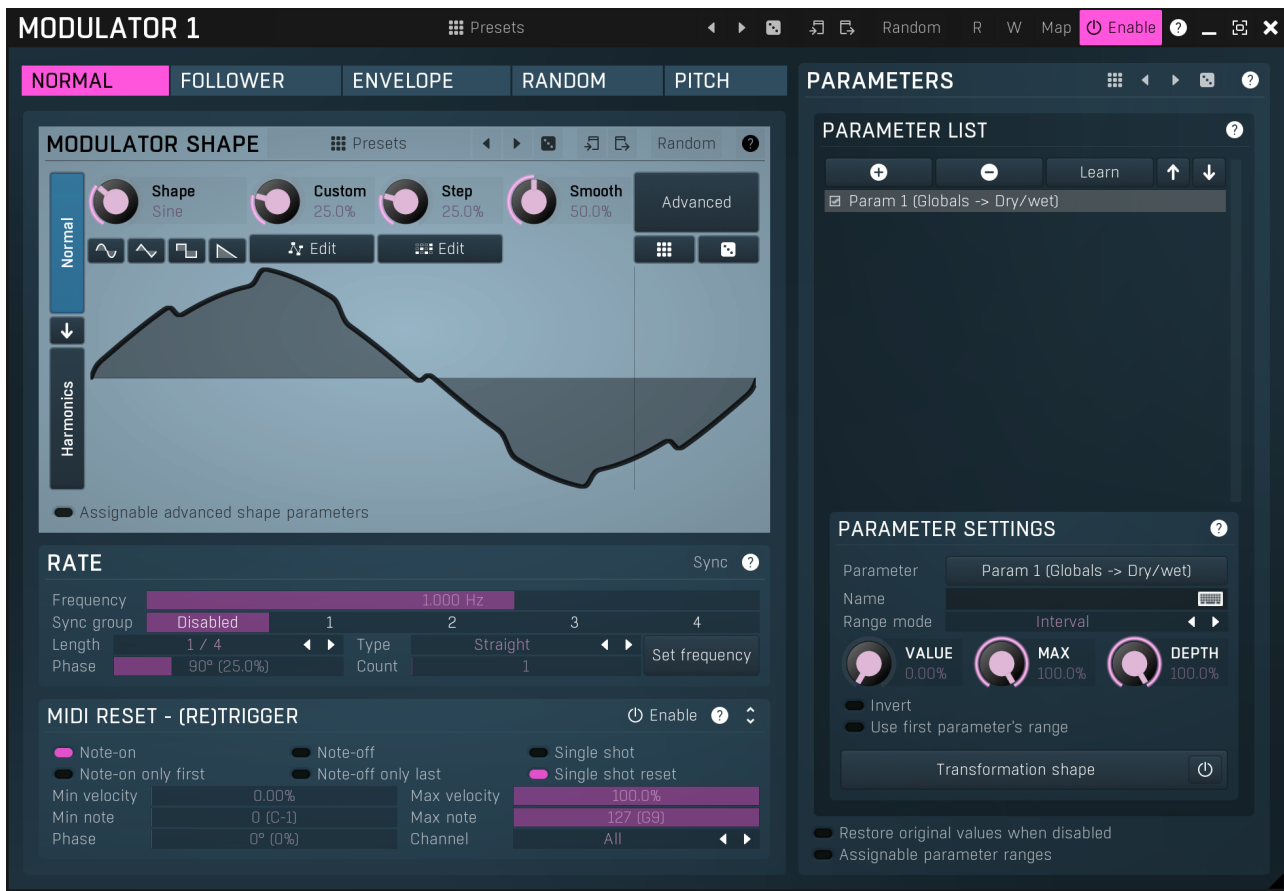 MODULATOR 1 Presets Random R W Map Enable ?
NORMAL FOLLOWER ENVELOPE RANDOM PITCH
MODULATOR SHAPE Presets Random ?
Normal
Harmonics
Shape Custom Step Smooth
Sine 25.0% 25.0% 50.0%
Advanced
Edit Edit
Assignable advanced shape parameters
RATE Sync ?
Frequency 1.000 Hz
Sync group Disabled 1 2 3 4
Length 1 / 4 Type Straight
Phase 90° (25.0%) Count 1
Set frequency
MIDI RESET - (RE)TRIGGER Enable ?
Note-on Note-off Single shot
Note-on only first Note-off only last Single shot reset
Min velocity 0.00% Max velocity 100.0%
Min note 0 (C-1) Max note 127 (G9)
Phase 0° (0%) Channel All
PARAMETERS ?
PARAMETER LIST ?
Learn
Param 1 (Globals -> Dry/wet)
PARAMETER SETTINGS ?
Parameter Param 1 (Globals -> Dry/wet)
Name
Range mode Interval
VALUE MAX DEPTH
0.00% 100.0% 100.0%
Invert
Use first parameter's range
Transformation shape
Restore original values when disabled
Assignable parameter ranges